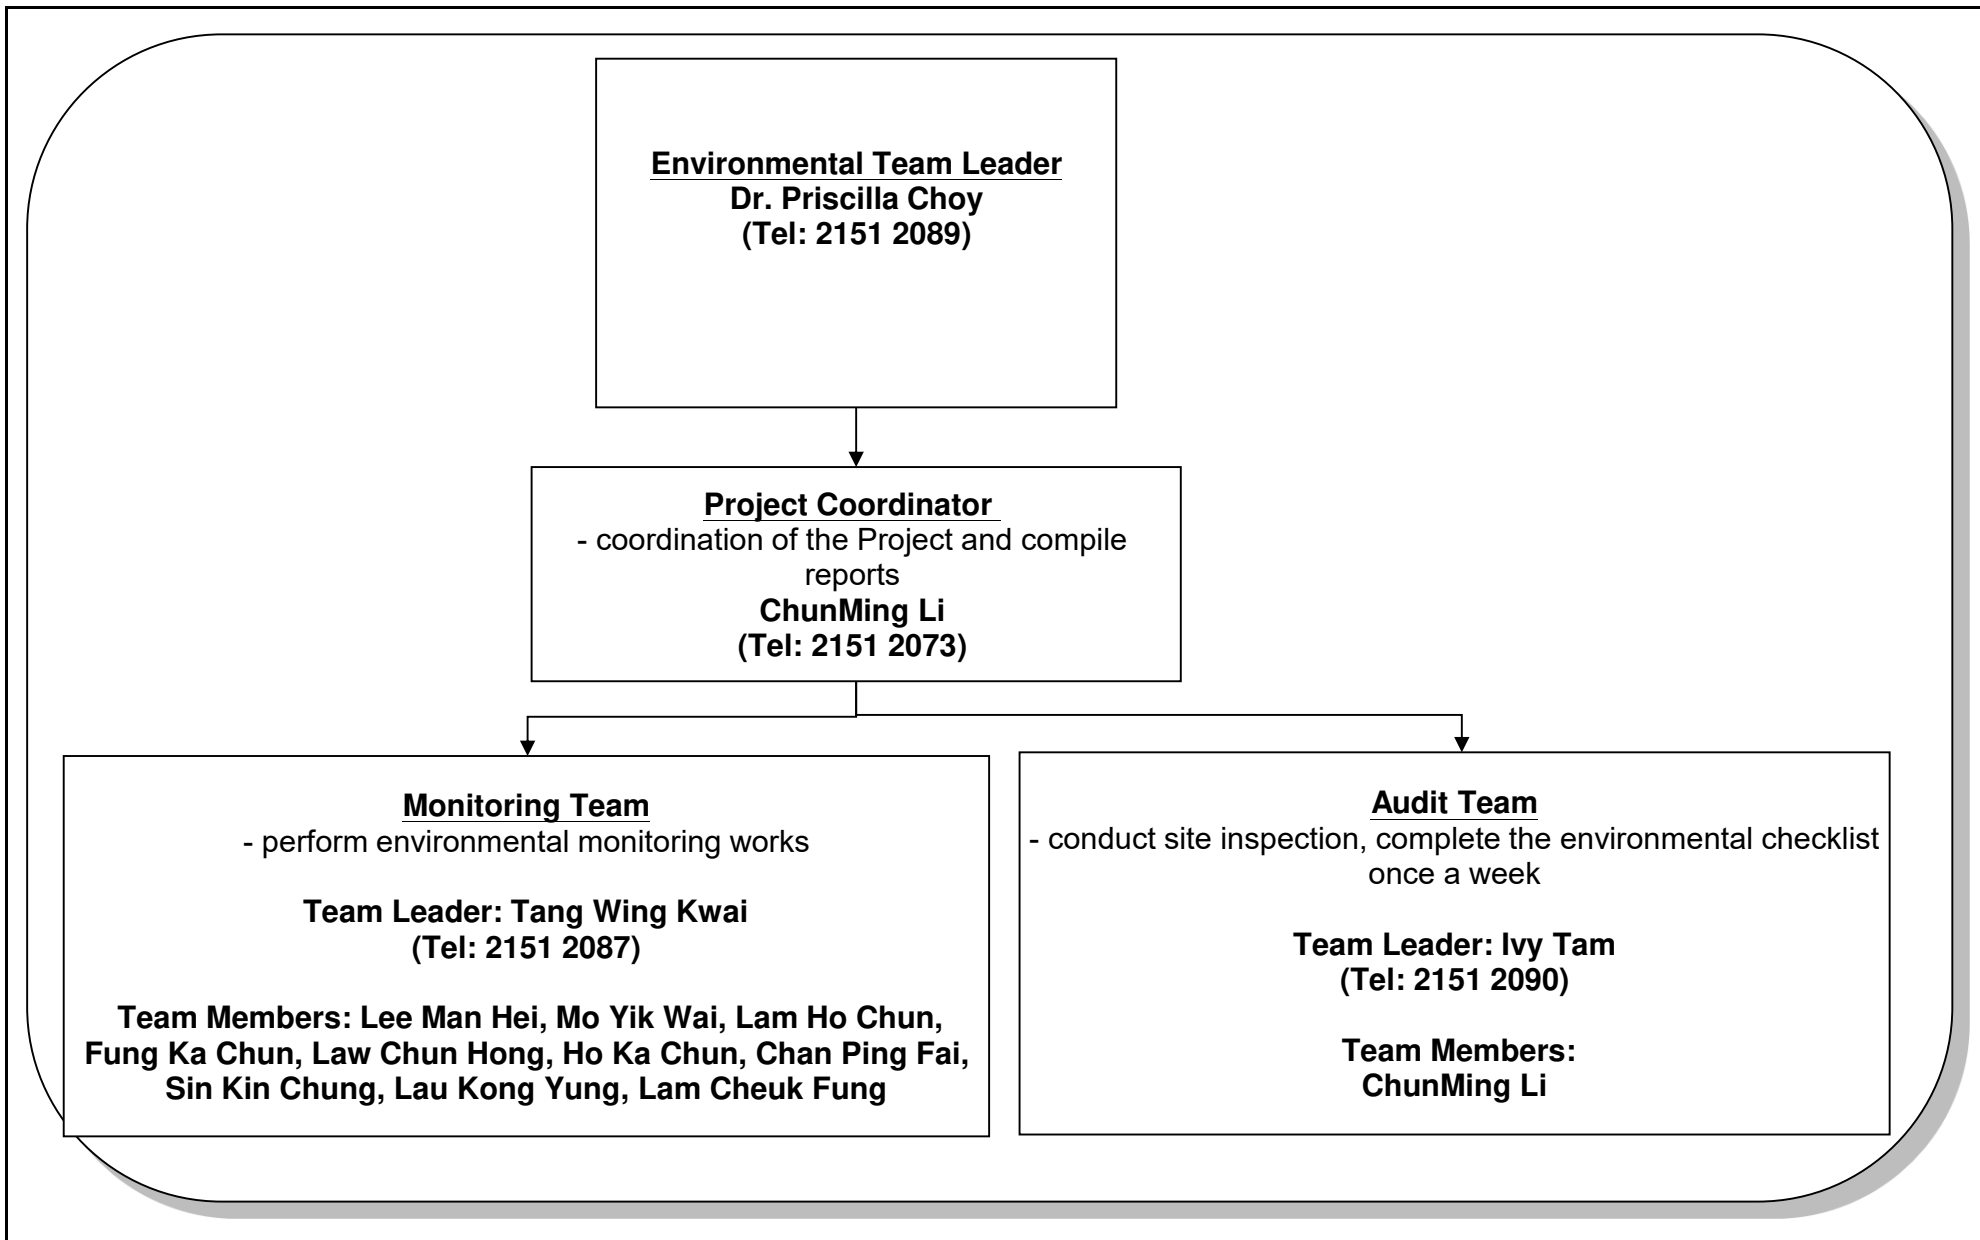 Environmental Team Leader
Dr. Priscilla Choy
(Tel: 2151 2089)
Project Coordinator
- coordination of the Project and compile
reports
ChunMing Li
(Tel: 2151 2073)
Monitoring Team
- perform environmental monitoring works
Team Leader: Tang Wing Kwai
(Tel: 2151 2087)
Team Members: Lee Man Hei, Mo Yik Wai, Lam Ho Chun,
Fung Ka Chun, Law Chun Hong, Ho Ka Chun, Chan Ping Fai,
Sin Kin Chung, Lau Kong Yung, Lam Cheuk Fung
Audit Team
- conduct site inspection, complete the environmental checklist
once a week
Team Leader: Ivy Tam
(Tel: 2151 2090)
Team Members:
ChunMing Li